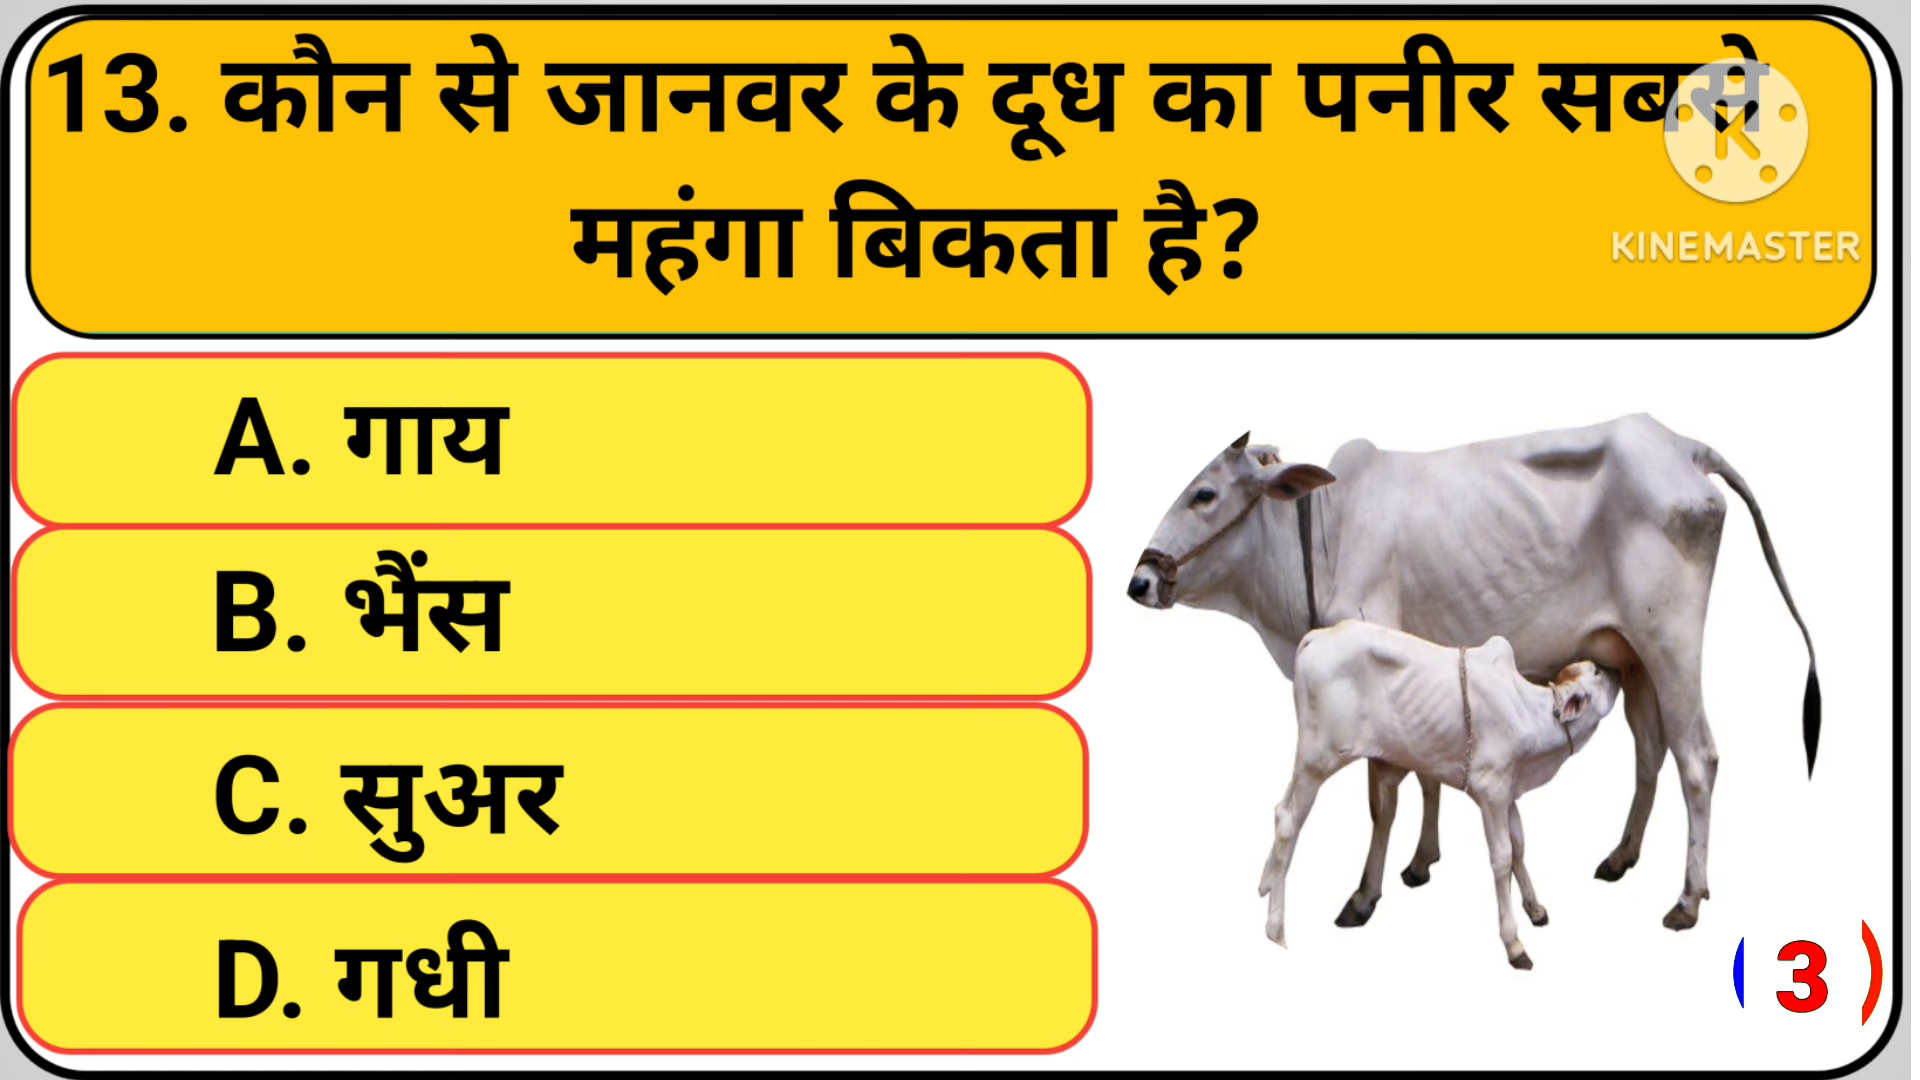 13. कौन से जानवर के दूध का पनीर सबसे
महंगा बिकता है?
KINEMASTER
A. गाय
B. भैंस
C. सुअर
D. गधी
( 3 )